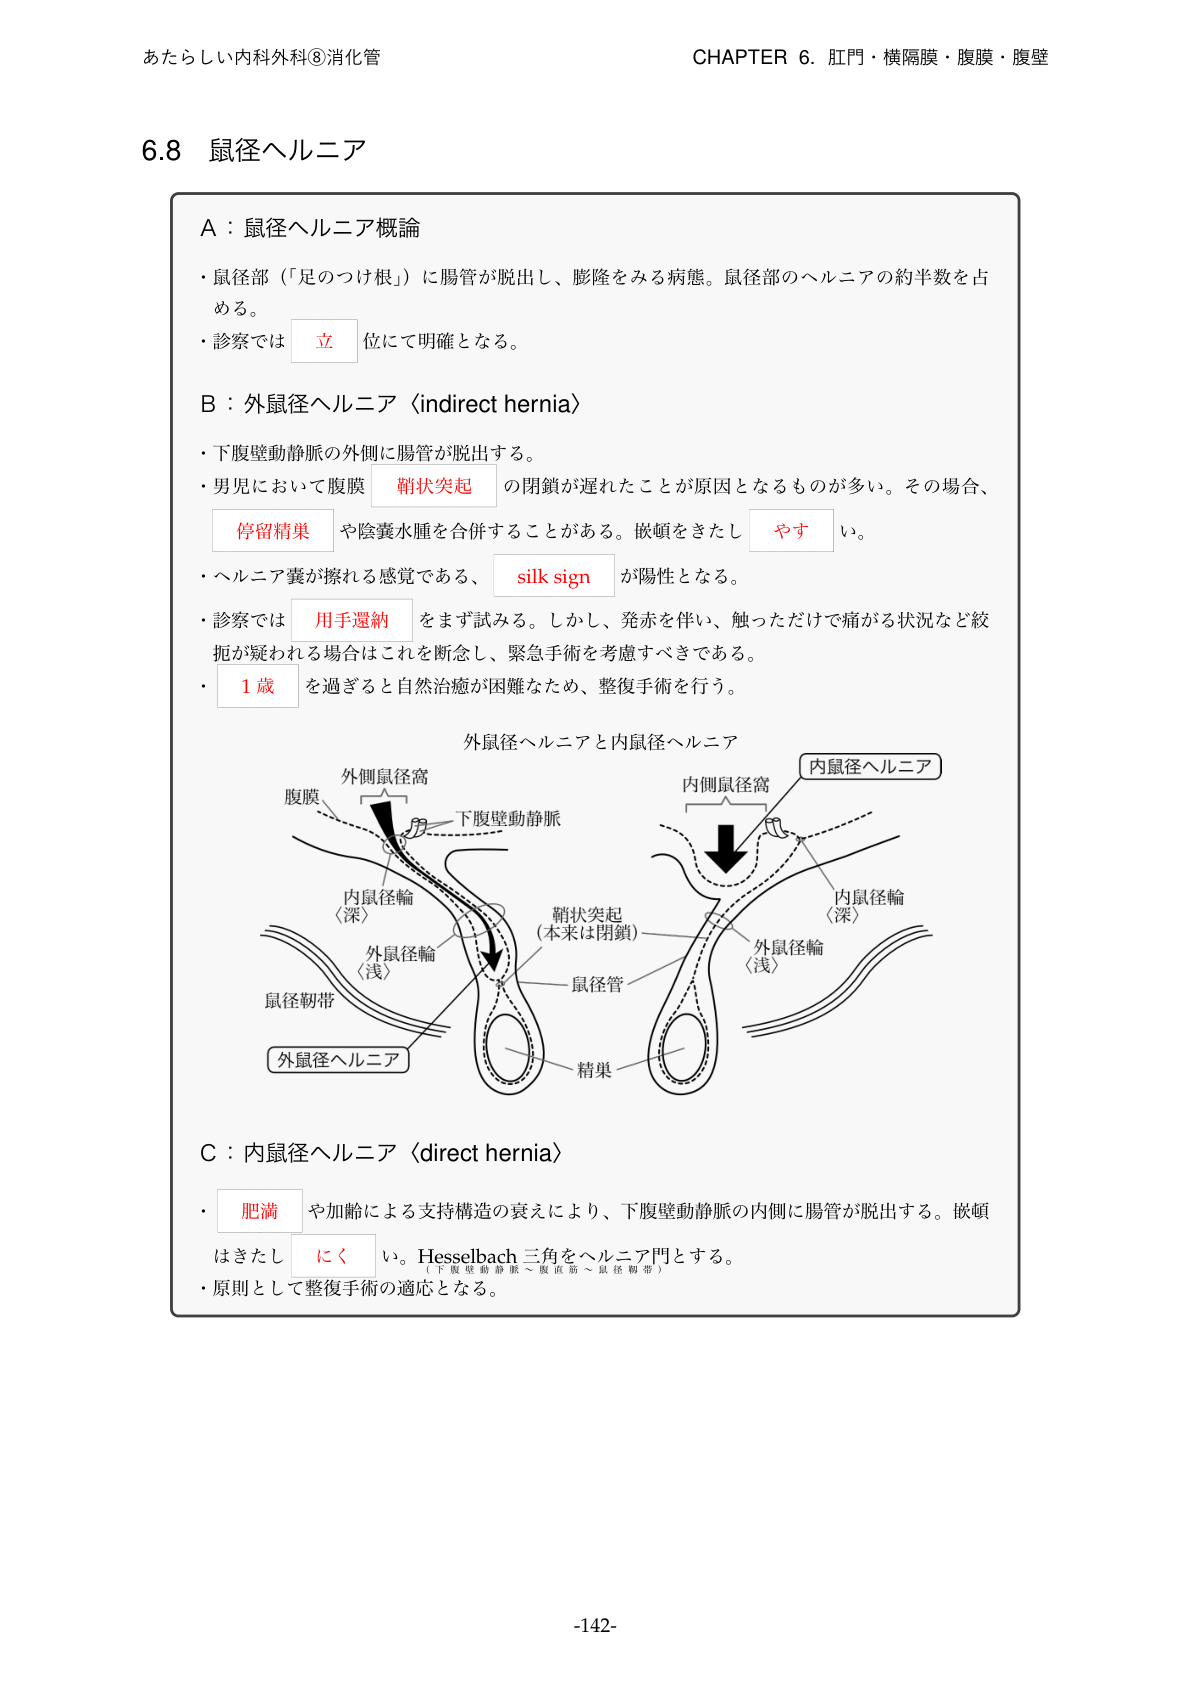 あたらしい内科外科⑧消化管
CHAPTER 6. 肛門・横隔膜・腹膜・腹壁
6.8 鼠径ヘルニア
A：鼠径ヘルニア概論
・鼠径部（「足のつけ根」）に腸管が脱出し、膨隆をみる病態。鼠径部のヘルニアの約半数を占
める。
・診察では 立 位にて明確となる。
B：外鼠径ヘルニア〈indirect hernia〉
・下腹壁動静脈の外側に腸管が脱出する。
・男児において腹膜 鞘状突起 の閉鎖が遅れたことが原因となるものが多い。その場合、
停留精巣 や陰嚢水腫を合併することがある。嵌頓をきたし やす い。
・ヘルニア嚢が擦れる感覚である、 silk sign が陽性となる。
・診察では 用手還納 をまず試みる。しかし、発赤を伴い、触っただけで痛がる状況など絞
扼が疑われる場合はこれを断念し、緊急手術を考慮すべきである。
・ 1 歳 を過ぎると自然治癒が困難なため、整復手術を行う。
外鼠径ヘルニアと内鼠径ヘルニア
外側鼠径窩
腹膜
下腹壁動静脈
内側鼠径窩
内鼠径ヘルニア
内鼠径輪
〈深〉
外鼠径輪
〈浅〉
鼠径靭帯
外鼠径ヘルニア
鞘状突起
(本来は閉鎖)
鼠径管
精巣
内鼠径輪
〈深〉
外鼠径輪
〈浅〉
C：内鼠径ヘルニア〈direct hernia〉
・ 肥満 や加齢による支持構造の衰えにより、下腹壁動静脈の内側に腸管が脱出する。嵌頓
はきたし にく い。Hesselbach 三角をヘルニア門とする。
（下腹壁動静脈～腹直筋～鼠径靭帯）
・原則として整復手術の適応となる。
-142-